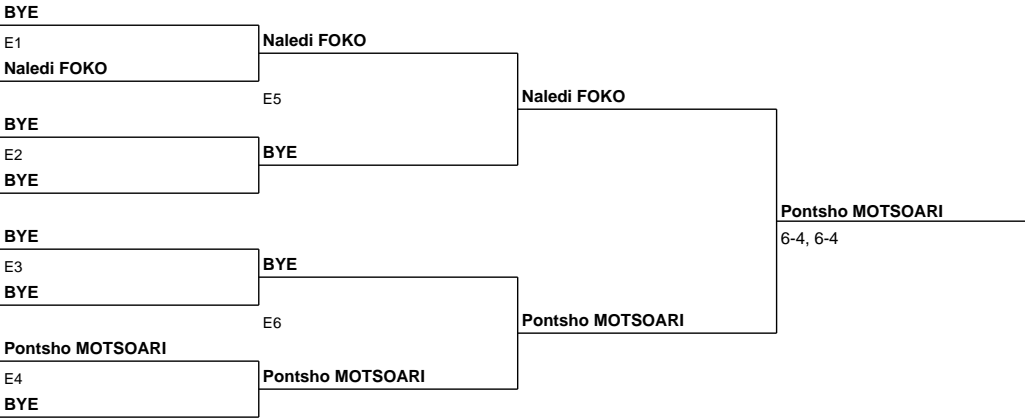 BYE
E1
Naledi FOKO
BYE
E2
BYE
BYE
E3
BYE
Pontsho MOTSOARI
E4
BYE
Naledi FOKO
E5
BYE
BYE
E6
Pontsho MOTSOARI
Naledi FOKO
Pontsho MOTSOARI
Pontsho MOTSOARI
6-4, 6-4